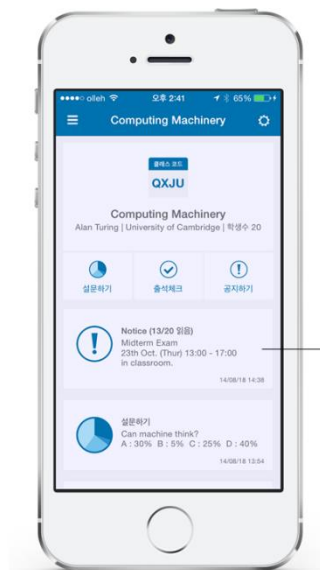 olleh 오후 2:41 65%
Computing Machinery
클래스 코드
QXJU
Computing Machinery
Alan Turing | University of Cambridge | 학생수 20
설문하기 출석체크 공지하기
Notice (13/20 읽음)
Midterm Exam
23th Oct. (Thur) 13:00 - 17:00
in classroom.
14/08/18 14:38
설문하기
Can machine think?
A : 30% B : 5% C : 25% D : 40%
14/08/18 13:54